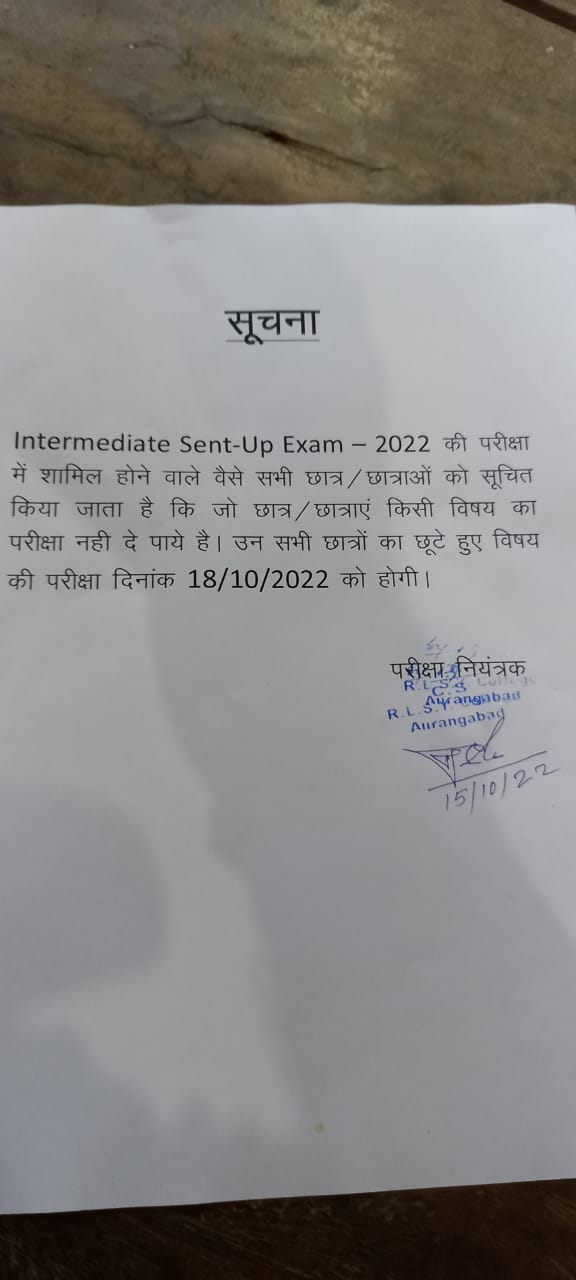 सूचना
Intermediate Sent-Up Exam – 2022 की परीक्षा
में शामिल होने वाले वैसे सभी छात्र/छात्राओं को सूचित
किया जाता है कि जो छात्र/छात्राएं किसी विषय का
परीक्षा नही दे पाये है। उन सभी छात्रों का छूटे हुए विषय
की परीक्षा दिनांक 18/10/2022 को होगी।
परीक्षा नियंत्रक
College
Aurangabad
R.L.S.Y.
Aurangabad
15/10/22